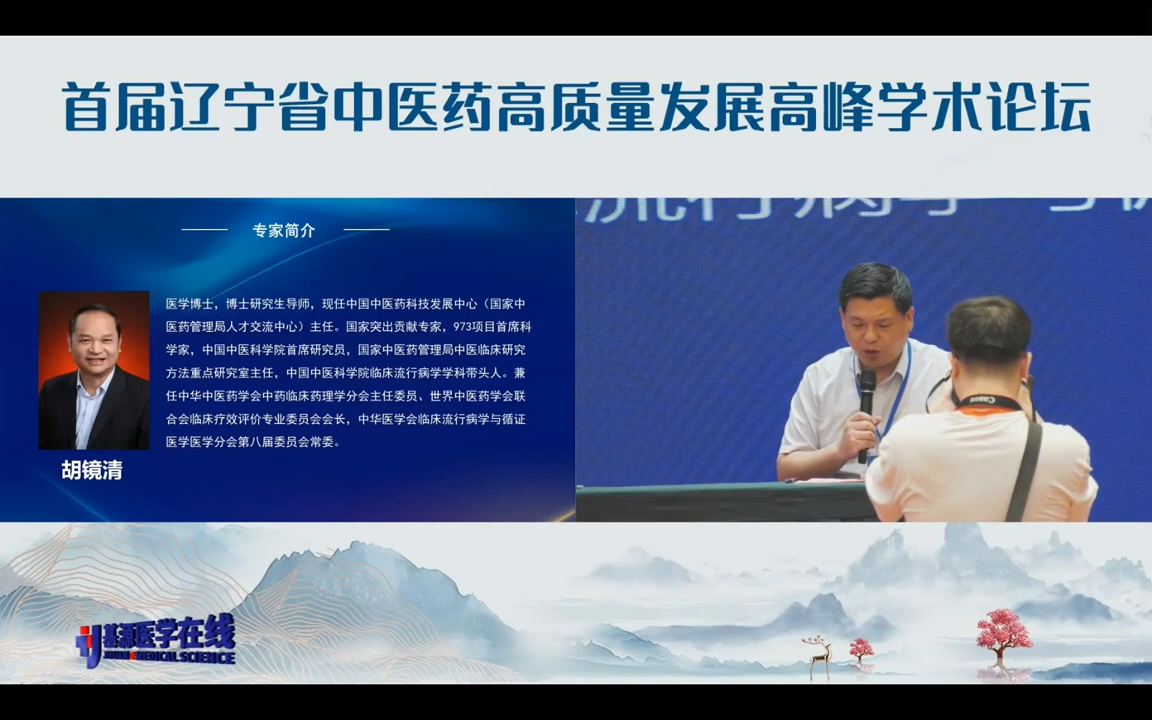 首届辽宁省中医药高质量发展高峰学术论坛
专家简介
医学博士，博士研究生导师，现任中国中医药科技发展中心（国家中
医药管理局人才交流中心）主任。国家突出贡献专家，973项目首席科
学家，中国中医科学院首席研究员，国家中医药管理局中医临床研究
方法重点研究室主任，中国中医科学院临床流行病学学科带头人。兼
任中华中医药学会中药临床药理学分会主任委员、世界中医药学会联
合会临床疗效评价专业委员会会长，中华医学会临床流行病学与循证
医学医学分会第八届委员会常委。
胡镜清
流行病学
Canon
医学在线
MEDICAL SCIENCE